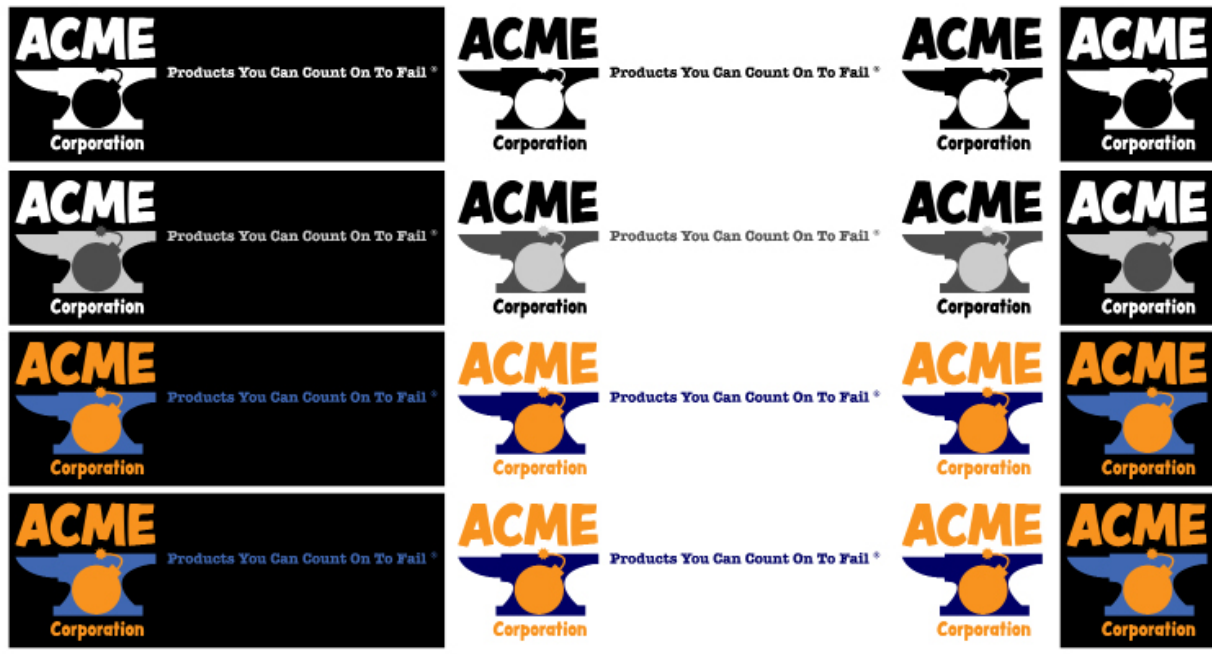 ACME ACME ACME ACME
Products You Can Count On To Fail ® Products You Can Count On To Fail ®
Corporation Corporation Corporation Corporation
ACME ACME ACME ACME
Products You Can Count On To Fail ® Products You Can Count On To Fail ®
Corporation Corporation Corporation Corporation
ACME ACME ACME ACME
Products You Can Count On To Fail ® Products You Can Count On To Fail ®
Corporation Corporation Corporation Corporation
ACME ACME ACME ACME
Products You Can Count On To Fail ® Products You Can Count On To Fail ®
Corporation Corporation Corporation Corporation